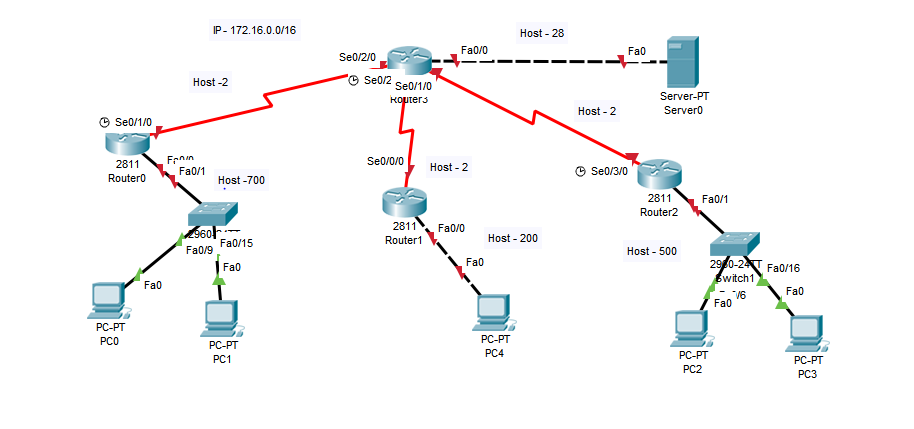 IP - 172.16.0.0/16
Host - 28
Se0/2/0
Fa0/0
Fa0
Se0/2
Host -2
Se0/1/0
Router3
Server-PT
Server0
Host - 2
Se0/1/0
2811
Router0
Fa0/1
Host -700
Se0/0/0
Host - 2
Se0/3/0
2811
Router2
Fa0/1
2811
Router1
Fa0/0
Host - 200
Fa0/9
Fa0/15
Fa0
Fa0
Fa0
Host - 500
2960-24TT
Switch1
Fa0/16
/6
Fa0
Fa0
PC-PT
PC0
PC-PT
PC1
PC-PT
PC4
PC-PT
PC2
PC-PT
PC3